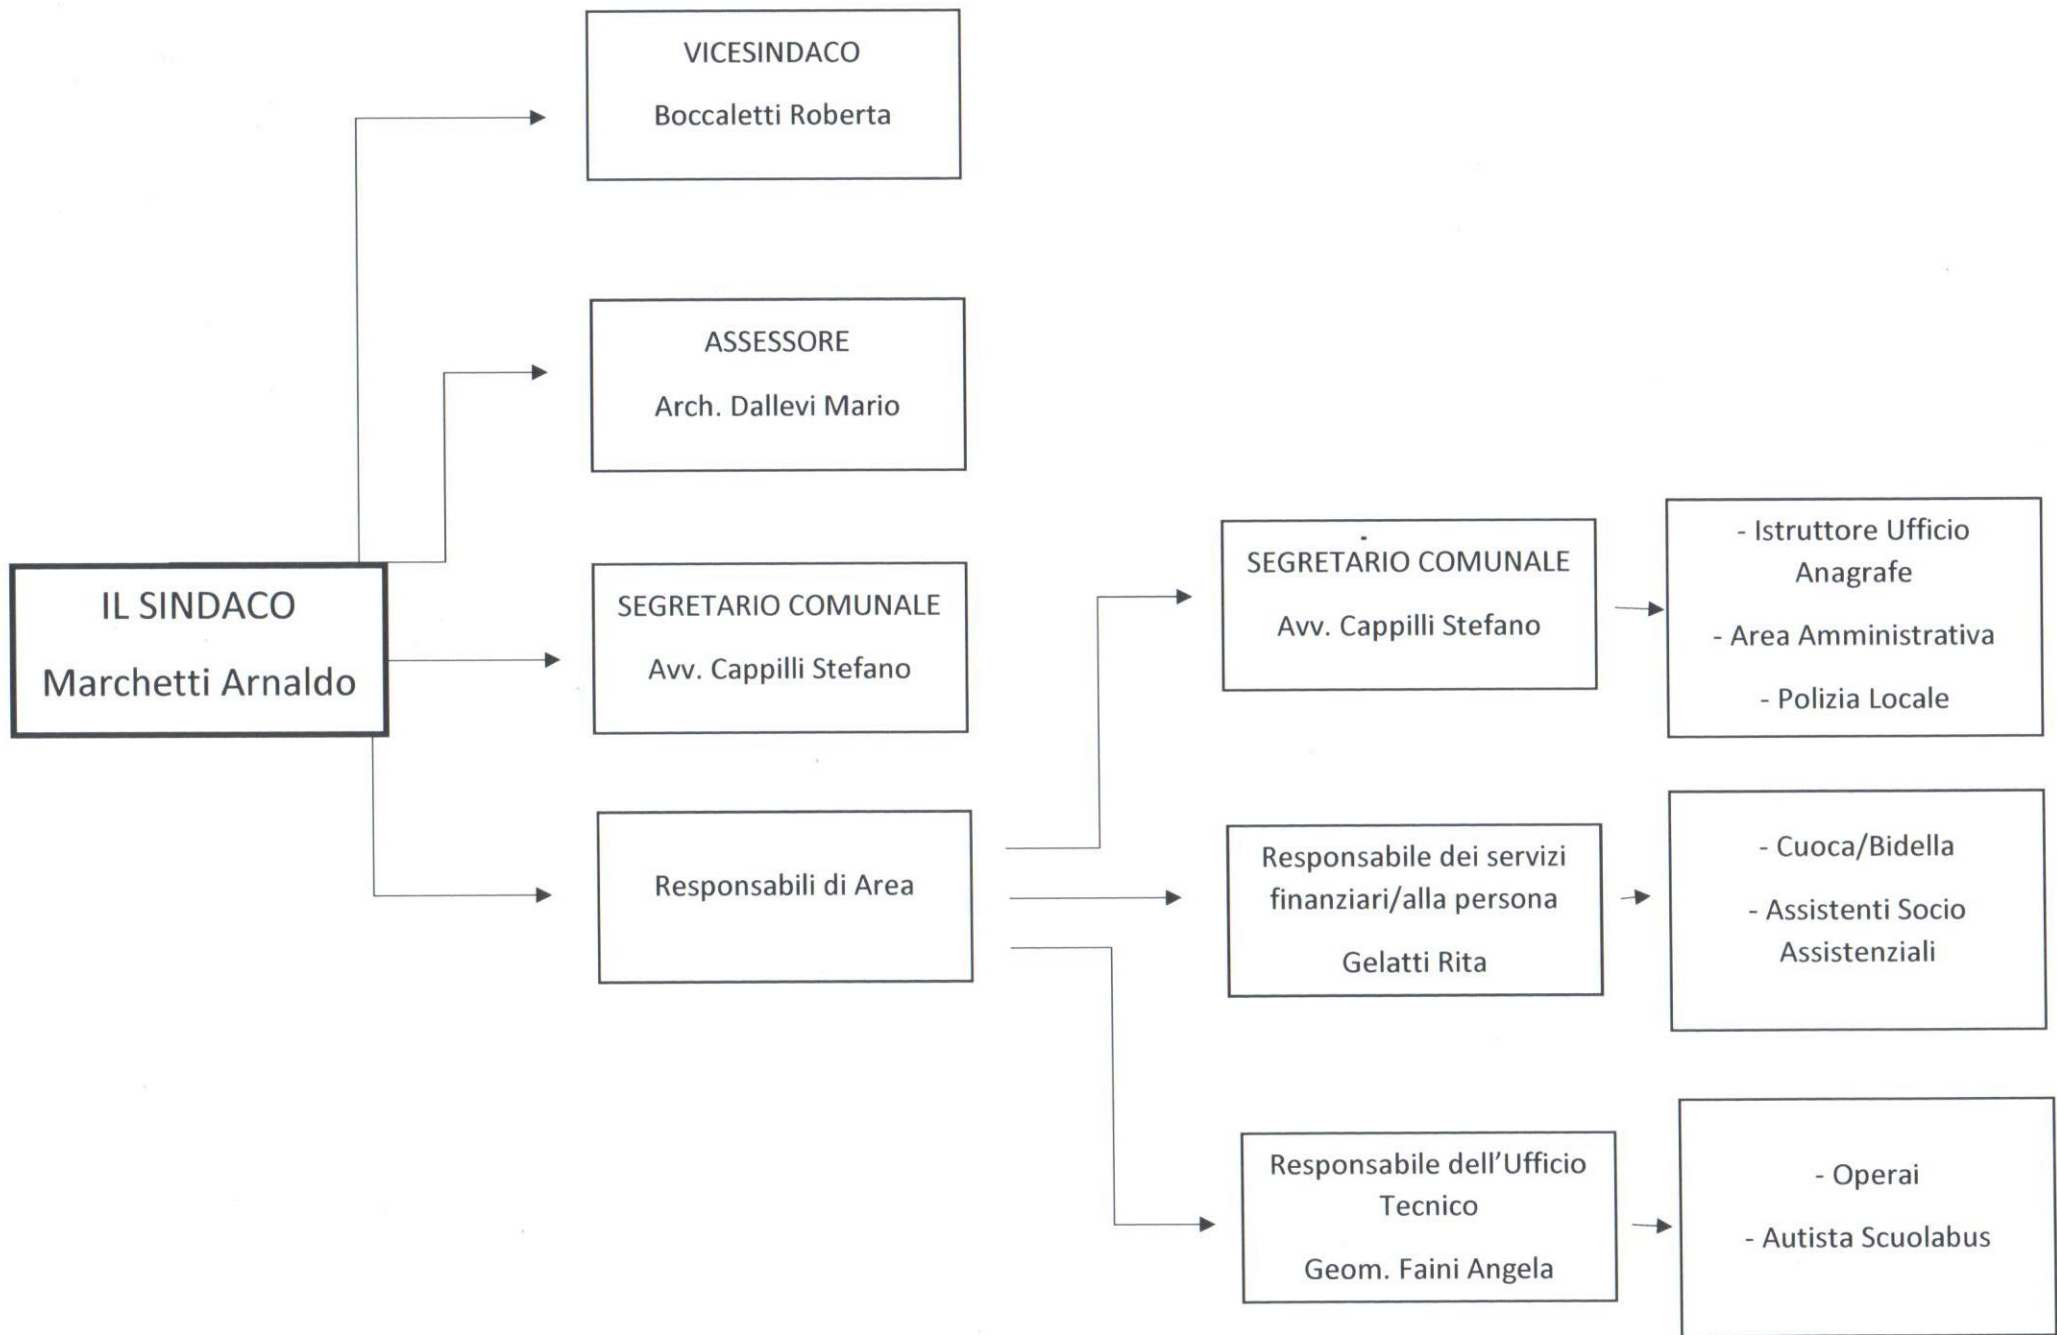 VICESINDACO
Boccaletti Roberta
ASSESSORE
Arch. Dallevi Mario
IL SINDACO
Marchetti Arnaldo
SEGRETARIO COMUNALE
Avv. Cappilli Stefano
Responsabili di Area
SEGRETARIO COMUNALE
Avv. Cappilli Stefano
- Istruttore Ufficio
Anagrafe
- Area Amministrativa
- Polizia Locale
Responsabile dei servizi
finanziari/alla persona
Gelatti Rita
- Cuoca/Bidella
- Assistenti Socio
Assistenziali
Responsabile dell'Ufficio
Tecnico
Geom. Faini Angela
- Operai
- Autista Scuolabus